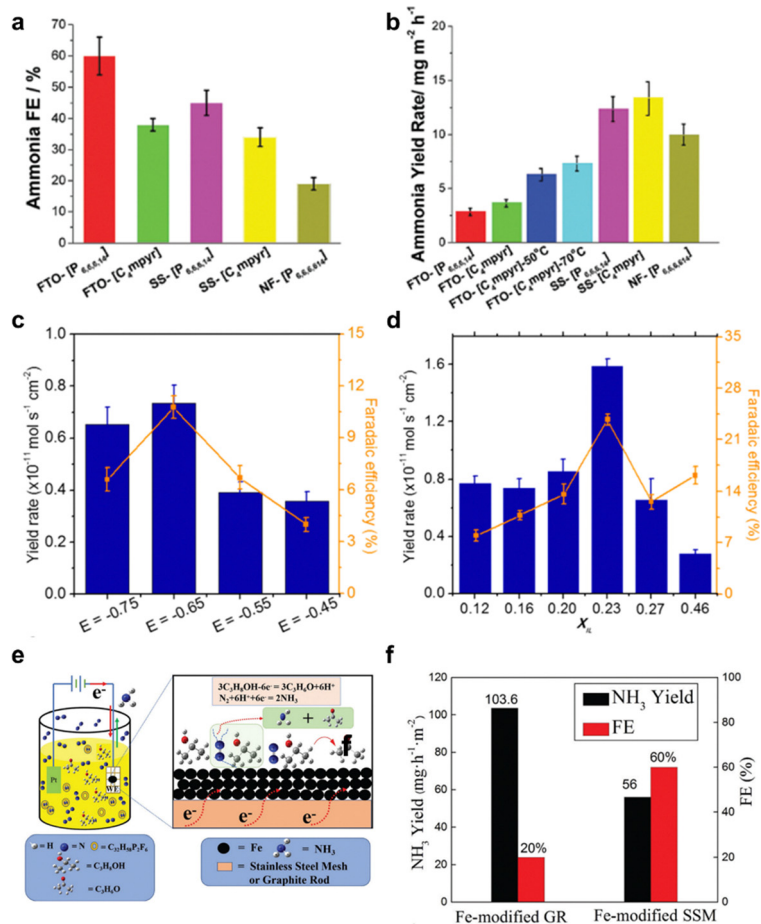 a
Ammonia FE / %
70
60
50
40
30
20
10
0
FTO- [P6,6,6,14]
FTO- [C4mpyr]
SS- [P6,6,6,14]
SS- [C4mpyr]
NF- [P6,6,6,614]
b
Ammonia Yield Rate/ mg m-2 h-1
20
15
10
5
0
FTO- [P6,6,6,14]
FTO- [C4mpyr]
FTO- [C4mpyr]-50°C
FTO- [C4mpyr]-70°C
SS- [P6,6,6,14]
SS- [C4mpyr]
NF- [P6,6,6,614]
c
Yield rate (x10-11 mol s-1 cm-2)
1.0
0.8
0.6
0.4
0.2
0.0
E = -0.75
E = -0.65
E = -0.55
E = -0.45
15
12
9
6
3
0
Faradaic efficiency (%)
d
Yield rate (x10-11 mol s-1 cm-2)
1.6
1.2
0.8
0.4
0.0
0.12
0.16
0.20
0.23
0.27
0.46
35
28
21
14
7
0
Faradaic efficiency (%)
e
e-
Pt
WE
3C3H8OH-6e-= 3C3H6O+6H+
N2+6H++6e-= 2NH3
+
e-
e-
e-
= H
= N
= C3H8OH
= C3H6O
= Fe
= NH3
= Stainless Steel Mesh
or Graphite Rod
f
NH3 Yield (mg·h-1·m-2)
120
100
80
60
40
20
0
103.6
20%
56
60%
NH3 Yield
FE
Fe-modified GR
Fe-modified SSM
100
80
60
40
20
0
FE (%)